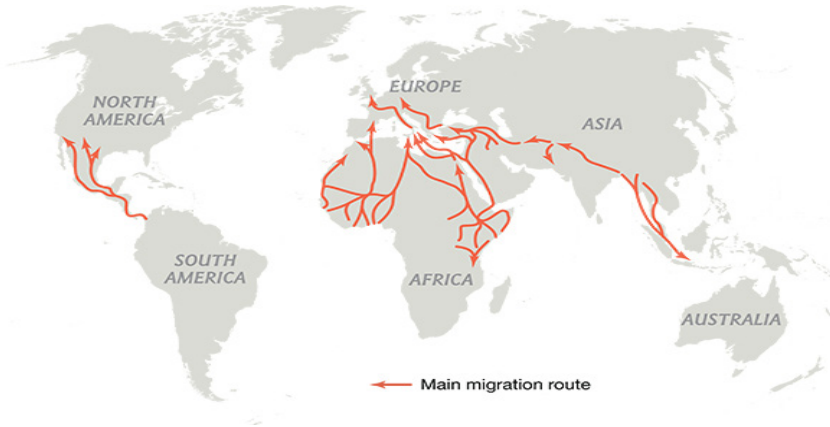 EUROPE
NORTH
AMERICA
ASIA
SOUTH
AMERICA
AFRICA
AUSTRALIA
Main migration route